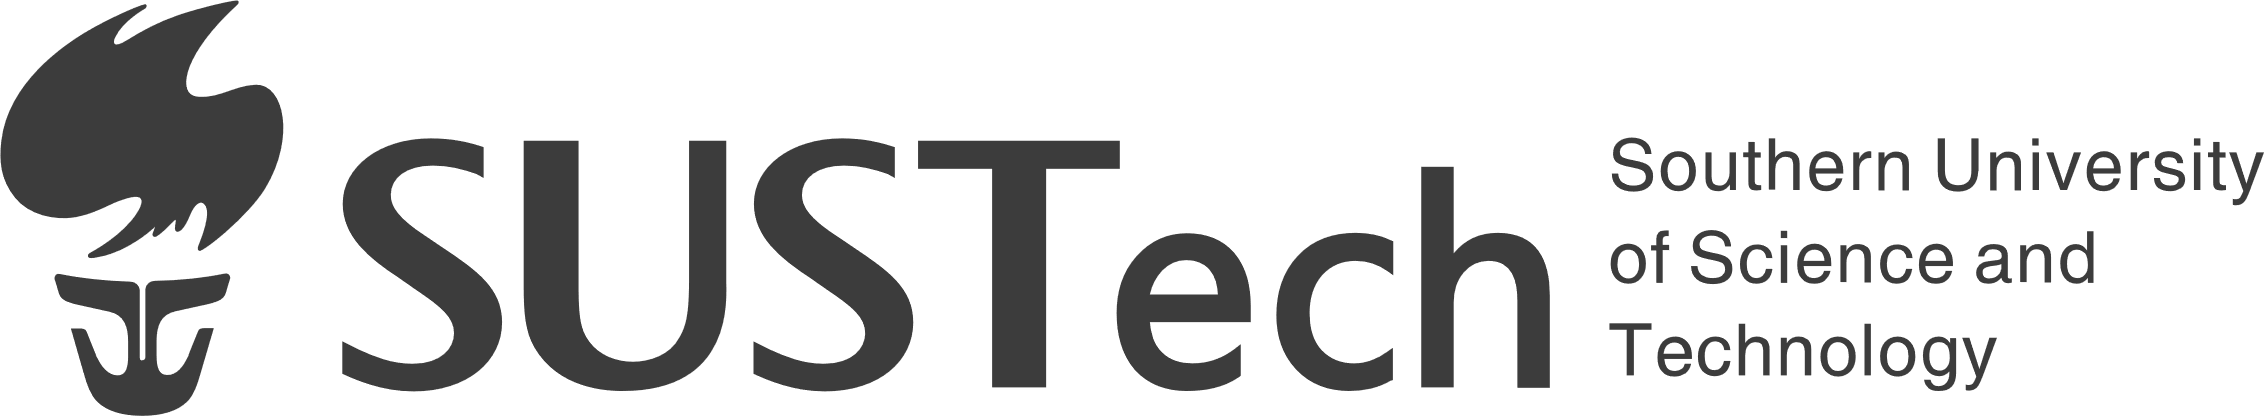 SUSTech
Southern University
of Science and
Technology